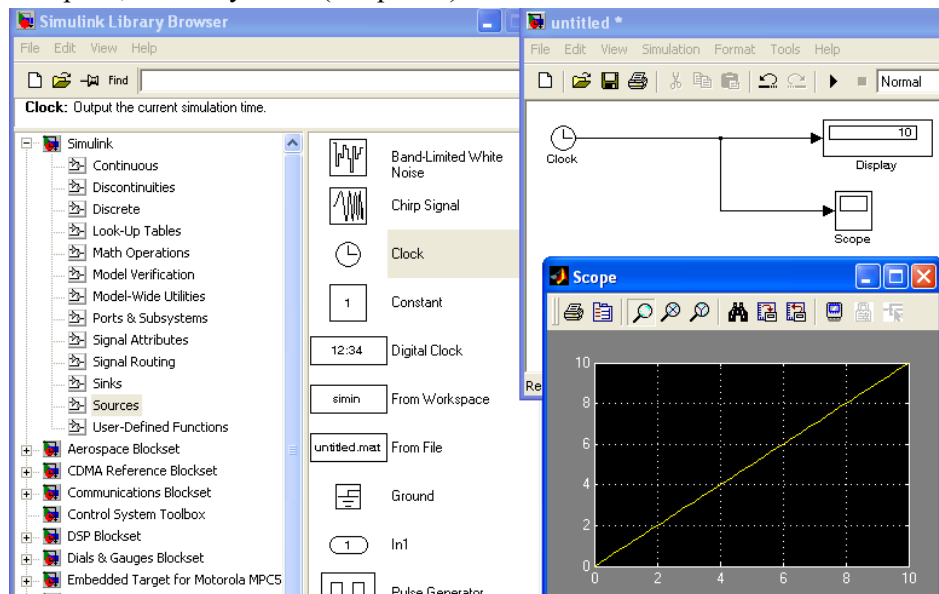 Simulink Library Browser
File Edit View Help
Find
Clock: Output the current simulation time.
Simulink
Continuous
Discontinuities
Discrete
Look-Up Tables
Math Operations
Model Verification
Model-Wide Utilities
Ports & Subsystems
Signal Attributes
Signal Routing
Sinks
Sources
User-Defined Functions
Aerospace Blockset
CDMA Reference Blockset
Communications Blockset
Control System Toolbox
DSP Blockset
Dials & Gauges Blockset
Embedded Target for Motorola MPC5
Band-Limited White
Noise
Chirp Signal
Clock
1 Constant
12:34 Digital Clock
simin From Workspace
untitled.mat From File
Ground
1 In1
Pulse Generator
untitled *
File Edit View Simulation Format Tools Help
Normal
Clock
10
Display
Scope
Re
Scope
10
8
6
4
2
0
0 2 4 6 8 10